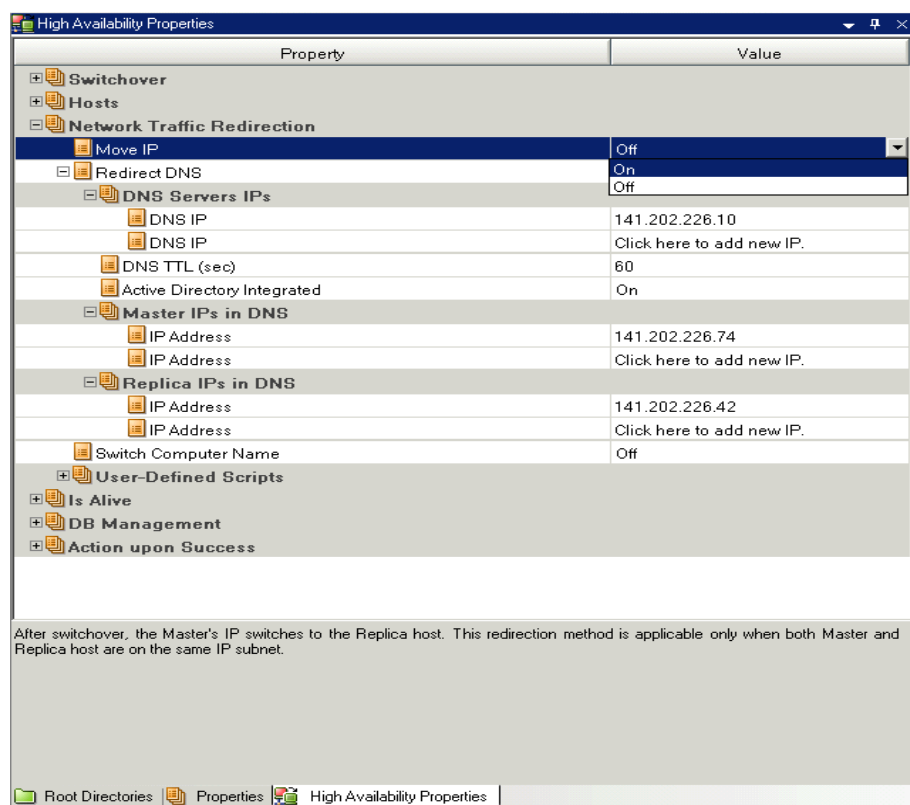 High Availability Properties
Property Value
Switchover
Hosts
Network Traffic Redirection
Move IP Off
Redirect DNS On
DNS Servers IPs Off
DNS IP 141.202.226.10
DNS IP Click here to add new IP.
DNS TTL (sec) 60
Active Directory Integrated On
Master IPs in DNS
IP Address 141.202.226.74
IP Address Click here to add new IP.
Replica IPs in DNS
IP Address 141.202.226.42
IP Address Click here to add new IP.
Switch Computer Name Off
User-Defined Scripts
Is Alive
DB Management
Action upon Success
After switchover, the Master's IP switches to the Replica host. This redirection method is applicable only when both Master and
Replica host are on the same IP subnet.
Root Directories Properties High Availability Properties